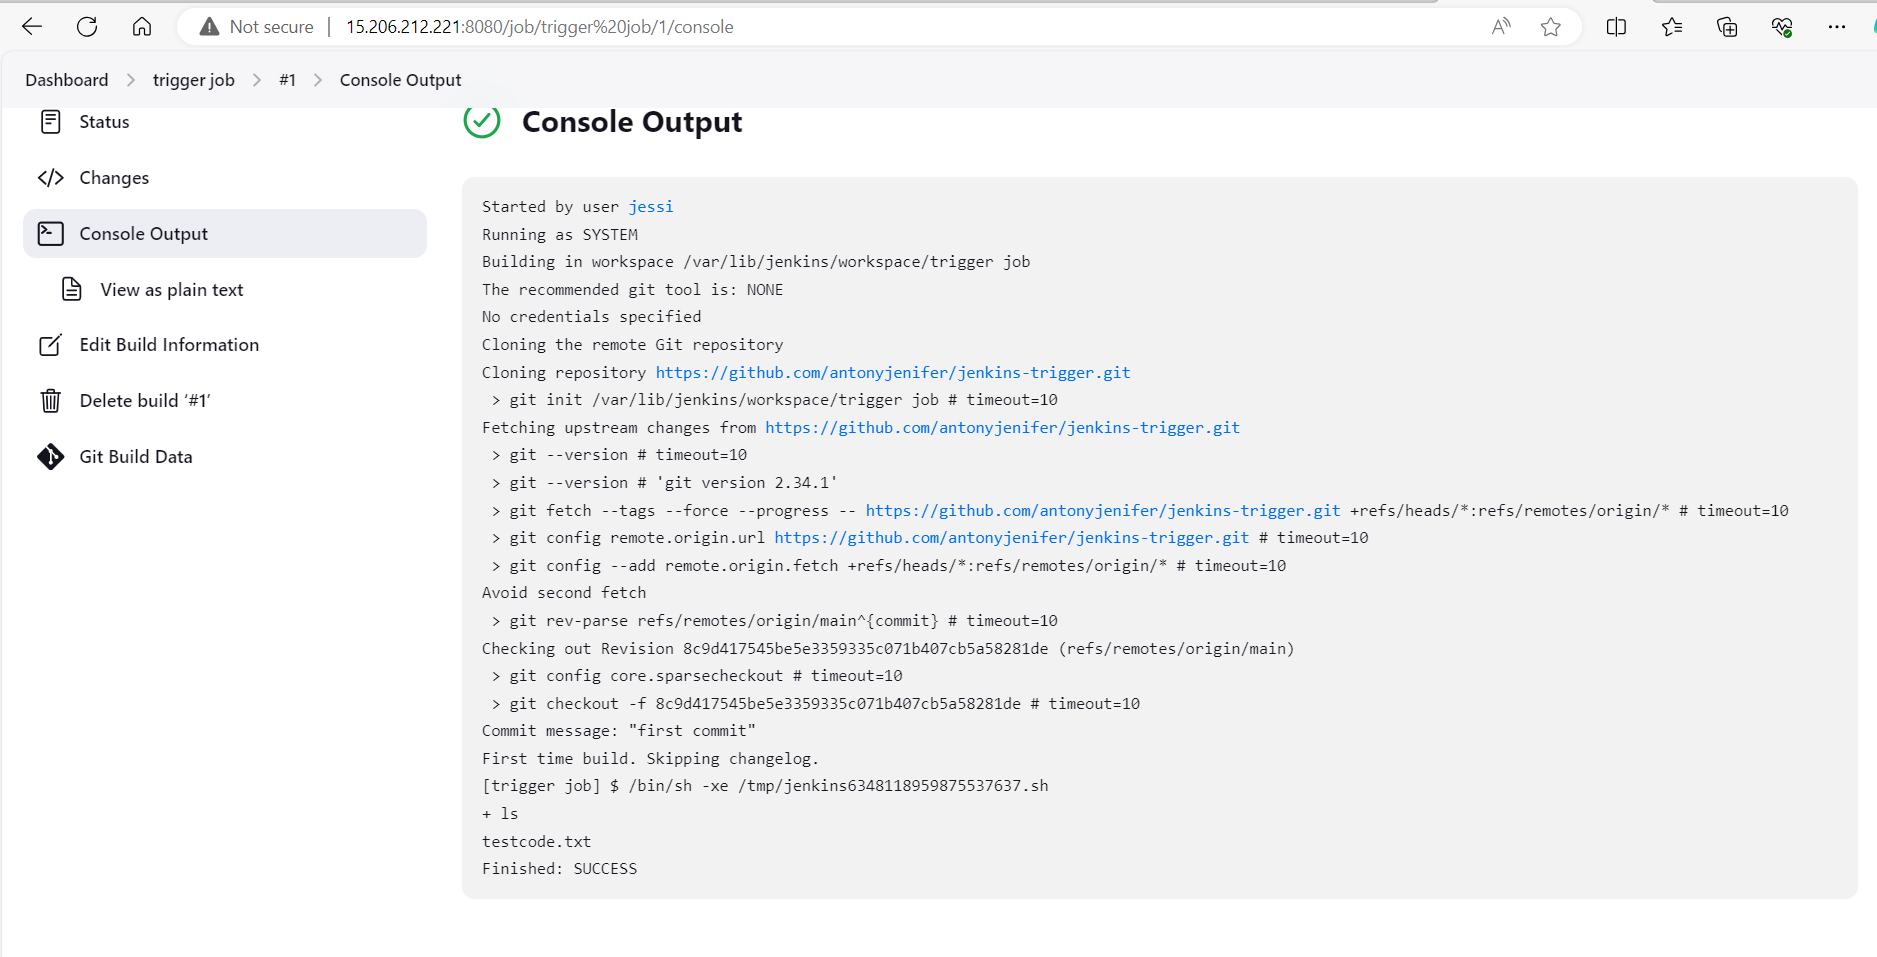 Not secure | 15.206.212.221:8080/job/trigger%20job/1/console
Dashboard > trigger job > #1 > Console Output
Status
Changes
Console Output
View as plain text
Edit Build Information
Delete build ‘#1’
Git Build Data
Console Output
Started by user jessi
Running as SYSTEM
Building in workspace /var/lib/jenkins/workspace/trigger job
The recommended git tool is: NONE
No credentials specified
Cloning the remote Git repository
Cloning repository https://github.com/antonyjenifer/jenkins-trigger.git
> git init /var/lib/jenkins/workspace/trigger job # timeout=10
Fetching upstream changes from https://github.com/antonyjenifer/jenkins-trigger.git
> git --version # timeout=10
> git --version # 'git version 2.34.1'
> git fetch --tags --force --progress -- https://github.com/antonyjenifer/jenkins-trigger.git +refs/heads/*:refs/remotes/origin/* # timeout=10
> git config remote.origin.url https://github.com/antonyjenifer/jenkins-trigger.git # timeout=10
> git config --add remote.origin.fetch +refs/heads/*:refs/remotes/origin/* # timeout=10
Avoid second fetch
> git rev-parse refs/remotes/origin/main^{commit} # timeout=10
Checking out Revision 8c9d417545be5e3359335c071b407cb5a58281de (refs/remotes/origin/main)
> git config core.sparsecheckout # timeout=10
> git checkout -f 8c9d417545be5e3359335c071b407cb5a58281de # timeout=10
Commit message: "first commit"
First time build. Skipping changelog.
[trigger job] $ /bin/sh -xe /tmp/jenkins6348118959875537637.sh
+ ls
testcode.txt
Finished: SUCCESS